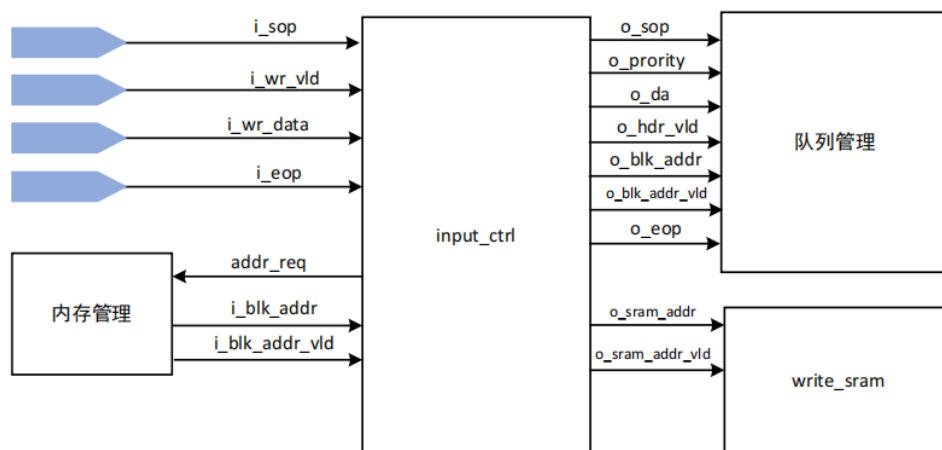 i_sop
i_wr_vld
i_wr_data
i_eop
内存管理
addr_req
i_blk_addr
i_blk_addr_vld
input_ctrl
o_sop
o_prority
o_da
o_hdr_vld
o_blk_addr
o_blk_addr_vld
o_eop
队列管理
o_sram_addr
o_sram_addr_vld
write_sram